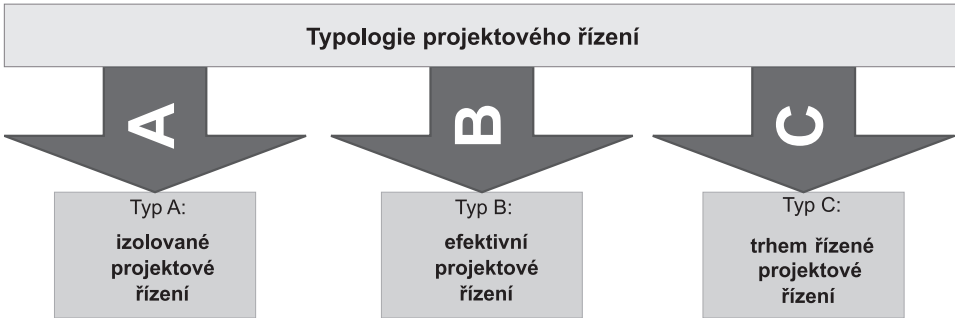 Typologie projektového řízení
A
B
C
Typ A:
izolované
projektové
řízení
Typ B:
efektivní
projektové
řízení
Typ C:
trhem řízené
projektové
řízení